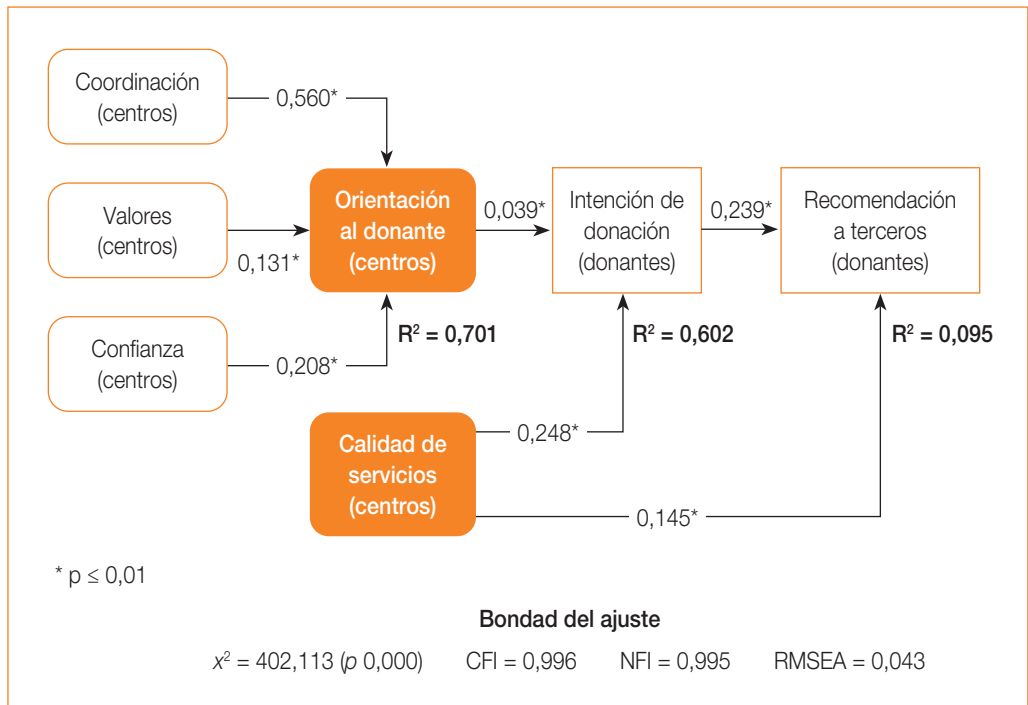 Coordinación
(centros)
0,560*
Valores
(centros)
0,131*
Confianza
(centros)
0,208*
Orientación
al donante
(centros)
0,039*
Intención de
donación
(donantes)
0,239*
Recomendación
a terceros
(donantes)
R² = 0,701
R² = 0,602
R² = 0,095
Calidad de
servicios
(centros)
0,248*
0,145*
* p ≤ 0,01
Bondad del ajuste
x² = 402,113 (p 0,000) CFI = 0,996 NFI = 0,995 RMSEA = 0,043